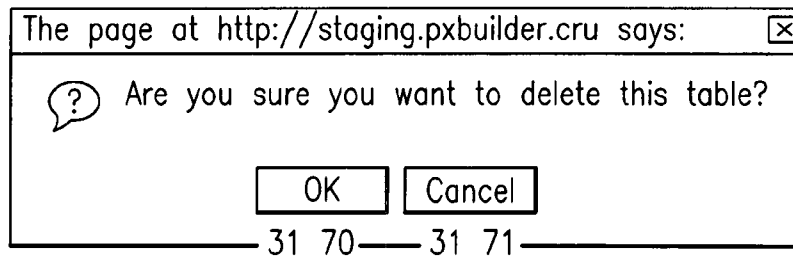 The page at http://staging.pxbuilder.cru says:
? Are you sure you want to delete this table?
OK Cancel
31 70 31 71